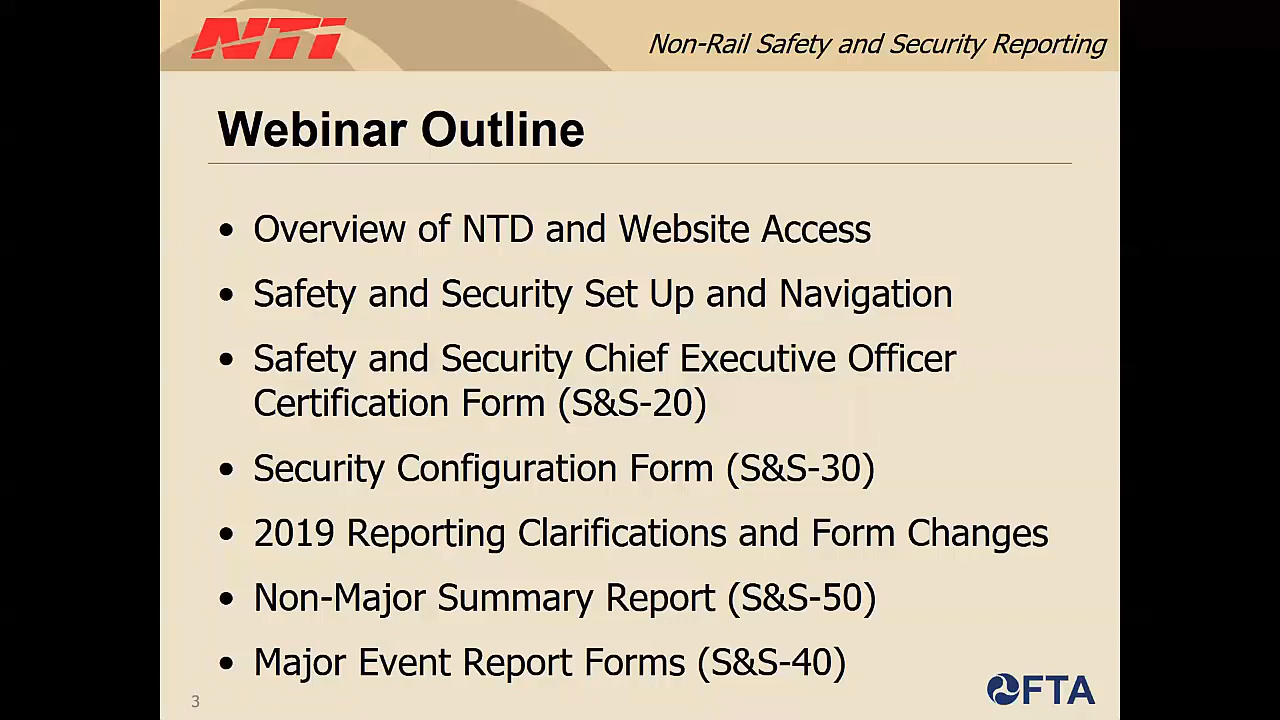 NTI
Non-Rail Safety and Security Reporting
Webinar Outline
• Overview of NTD and Website Access
• Safety and Security Set Up and Navigation
• Safety and Security Chief Executive Officer
Certification Form (S&S-20)
• Security Configuration Form (S&S-30)
• 2019 Reporting Clarifications and Form Changes
• Non-Major Summary Report (S&S-50)
• Major Event Report Forms (S&S-40)
3
FTA